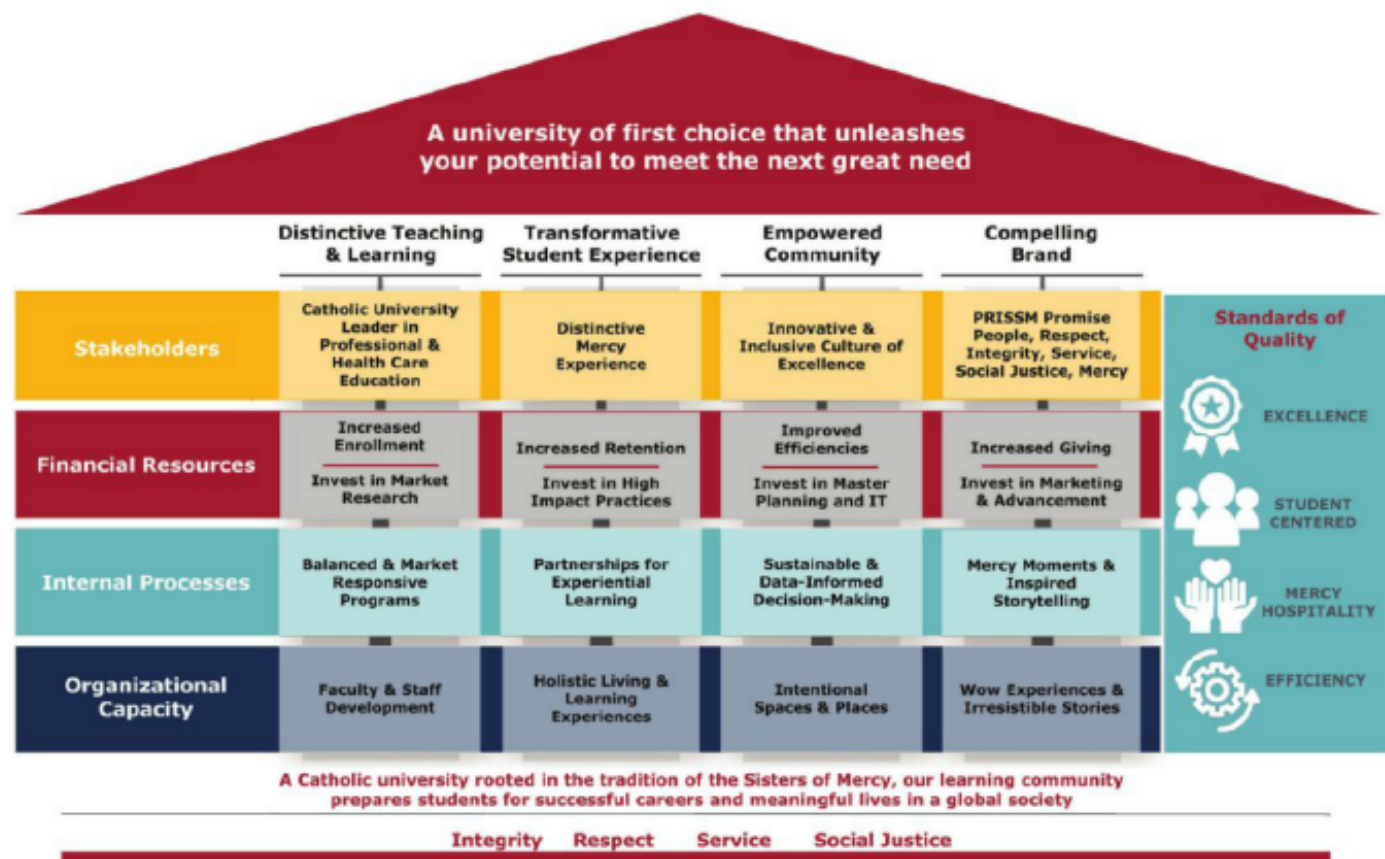 A university of first choice that unleashes
your potential to meet the next great need
Distinctive Teaching
& Learning
Transformative
Student Experience
Empowered
Community
Compelling
Brand
Stakeholders
Catholic University
Leader in
Professional &
Health Care
Education
Distinctive
Mercy
Experience
Innovative &
Inclusive Culture of
Excellence
PRISSM Promise
People, Respect,
Integrity, Service,
Social Justice, Mercy
Financial Resources
Increased
Enrollment
Invest in Market
Research
Increased Retention
Invest in High
Impact Practices
Improved
Efficiencies
Invest in Master
Planning and IT
Increased Giving
Invest in Marketing
& Advancement
Internal Processes
Balanced & Market
Responsive
Programs
Partnerships for
Experiential
Learning
Sustainable &
Data-Informed
Decision-Making
Mercy Moments &
Inspired
Storytelling
Organizational
Capacity
Faculty & Staff
Development
Holistic Living &
Learning
Experiences
Intentional
Spaces & Places
Wow Experiences &
Irresistible Stories
Standards of
Quality
EXCELLENCE
STUDENT
CENTERED
MERCY
HOSPITALITY
EFFICIENCY
A Catholic university rooted in the tradition of the Sisters of Mercy, our learning community
prepares students for successful careers and meaningful lives in a global society
Integrity Respect Service Social Justice